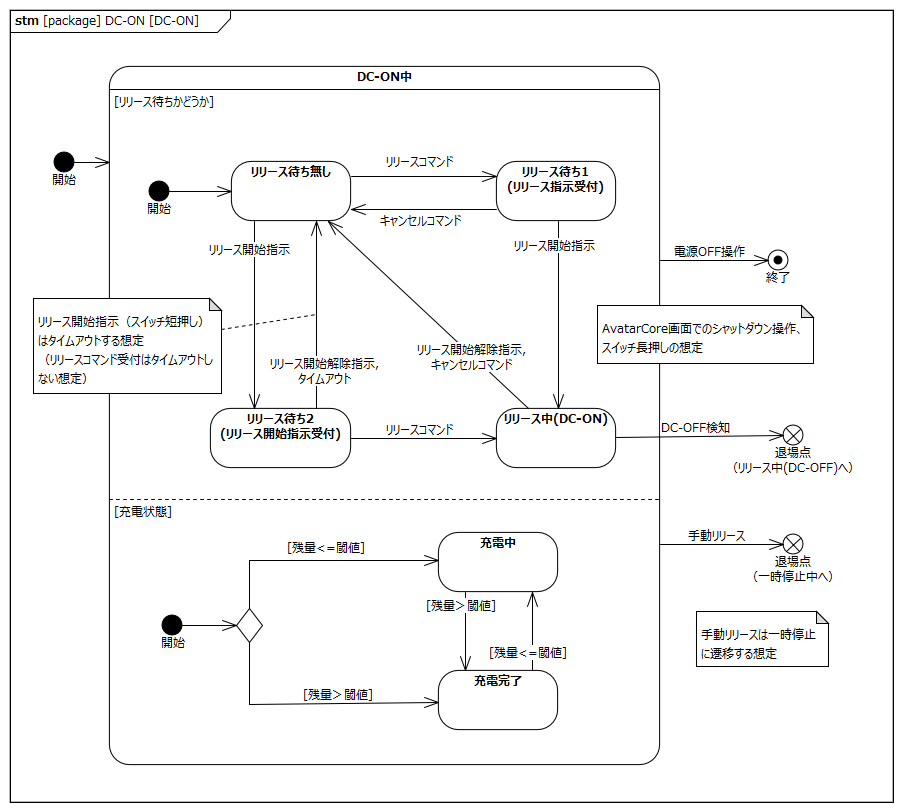 stm [package] DC-ON [DC-ON]
DC-ON中
[リリース待ちかどうか]
開始
開始
リリース待ち無し
リリースコマンド
リリース待ち1
(リリース指示受付)
キャンセルコマンド
リリース開始指示
リリース開始指示
電源OFF操作
終了
リリース開始指示（スイッチ短押し）
はタイムアウトする想定
（リリースコマンド受付はタイムアウトし
ない想定）
AvatarCore画面でのシャットダウン操作、
スイッチ長押しの想定
リリース開始解除指示,
タイムアウト
リリース開始解除指示,
キャンセルコマンド
リリース待ち2
(リリース開始指示受付)
リリースコマンド
リリース中(DC-ON)
DC-OFF検知
退場点
（リリース中(DC-OFF)へ）
[充電状態]
手動リリース
退場点
（一時停止中へ）
[残量<=閾値]
充電中
[残量＞閾値]
開始
[残量<=閾値]
[残量＞閾値]
充電完了
手動リリースは一時停止
に遷移する想定